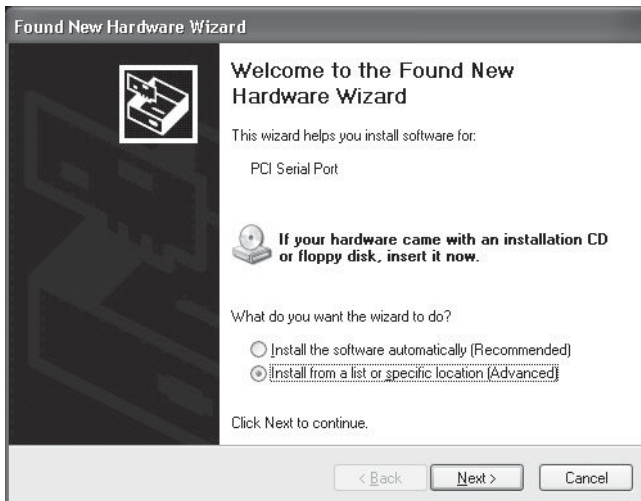 Found New Hardware Wizard
Welcome to the Found New
Hardware Wizard
This wizard helps you install software for:
PCI Serial Port
If your hardware came with an installation CD
or floppy disk, insert it now.
What do you want the wizard to do?
Install the software automatically (Recommended)
Install from a list or specific location (Advanced)
Click Next to continue.
< Back Next > Cancel